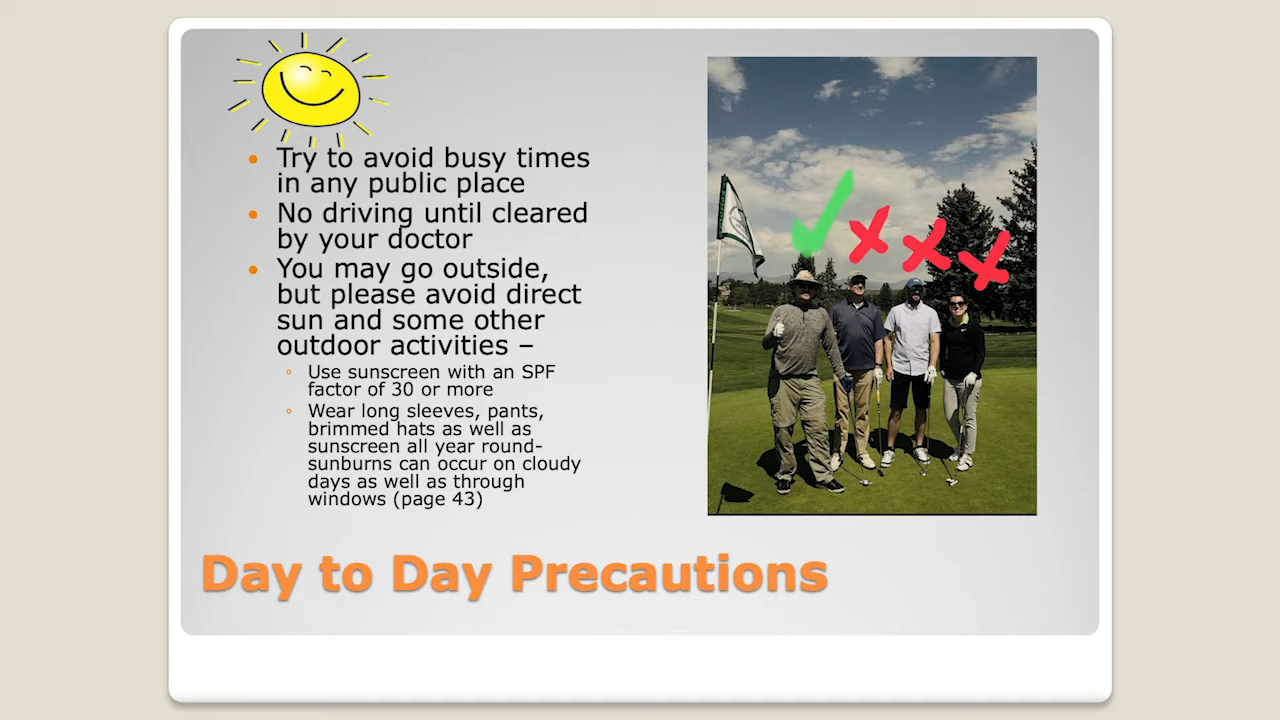 Try to avoid busy times
in any public place
No driving until cleared
by your doctor
You may go outside,
but please avoid direct
sun and some other
outdoor activities –
Use sunscreen with an SPF
factor of 30 or more
Wear long sleeves, pants,
brimmed hats as well as
sunscreen all year round-
sunburns can occur on cloudy
days as well as through
windows (page 43)
Day to Day Precautions